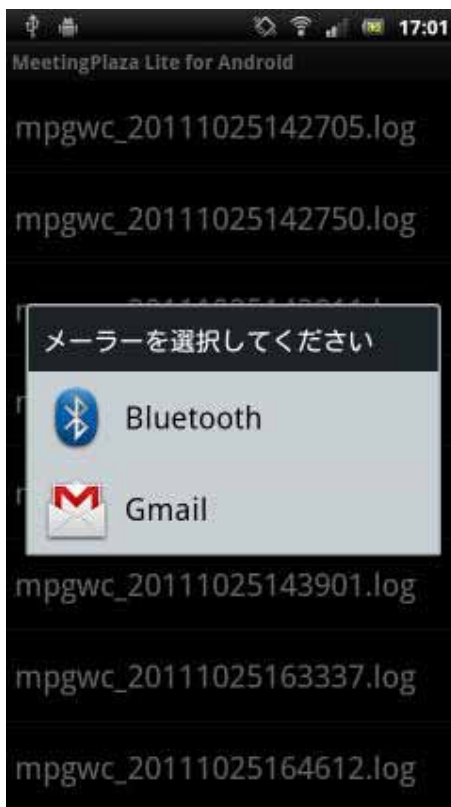 17:01
MeetingPlaza Lite for Android
mpgwc_20111025142705.log
mpgwc_20111025142750.log
メーラーを選択してください
Bluetooth
Gmail
mpgwc_20111025143901.log
mpgwc_20111025163337.log
mpgwc_20111025164612.log